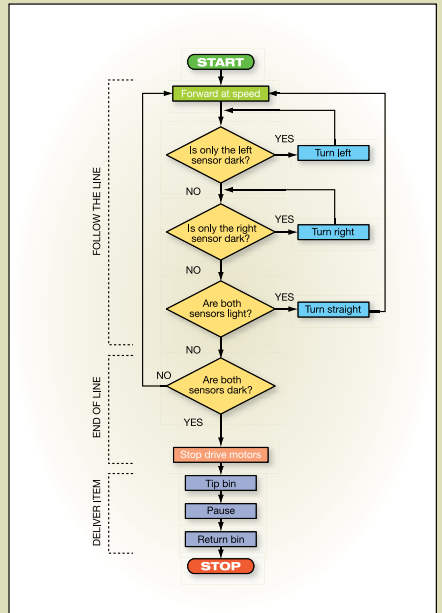 START
Forward at speed
Is only the left
sensor dark?
YES
Turn left
NO
Is only the right
sensor dark?
YES
Turn right
NO
Are both
sensors light?
YES
Turn straight
NO
Are both
sensors dark?
NO
YES
Stop drive motors
Tip bin
Pause
Return bin
STOP
FOLLOW THE LINE
END OF LINE
DELIVER ITEM